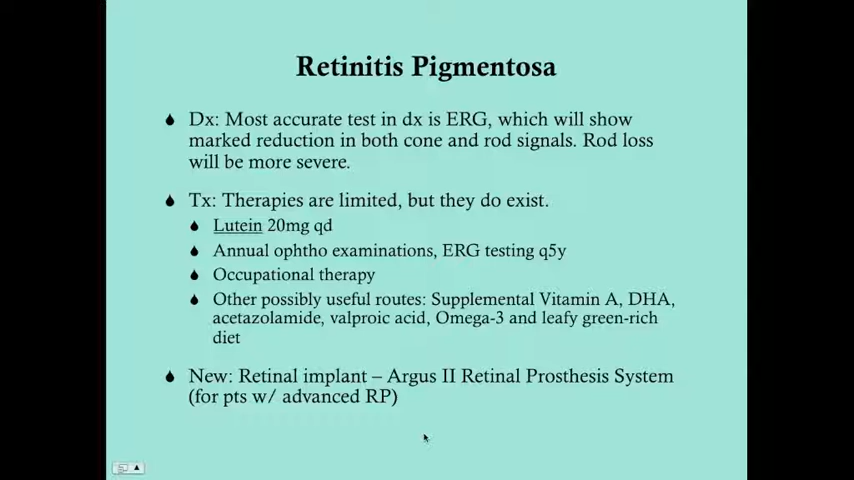 Retinitis Pigmentosa
Dx: Most accurate test in dx is ERG, which will show
marked reduction in both cone and rod signals. Rod loss
will be more severe.
Tx: Therapies are limited, but they do exist.
Lutein 20mg qd
Annual ophtho examinations, ERG testing q5y
Occupational therapy
Other possibly useful routes: Supplemental Vitamin A, DHA,
acetazolamide, valproic acid, Omega-3 and leafy green-rich
diet
New: Retinal implant – Argus II Retinal Prosthesis System
(for pts w/ advanced RP)